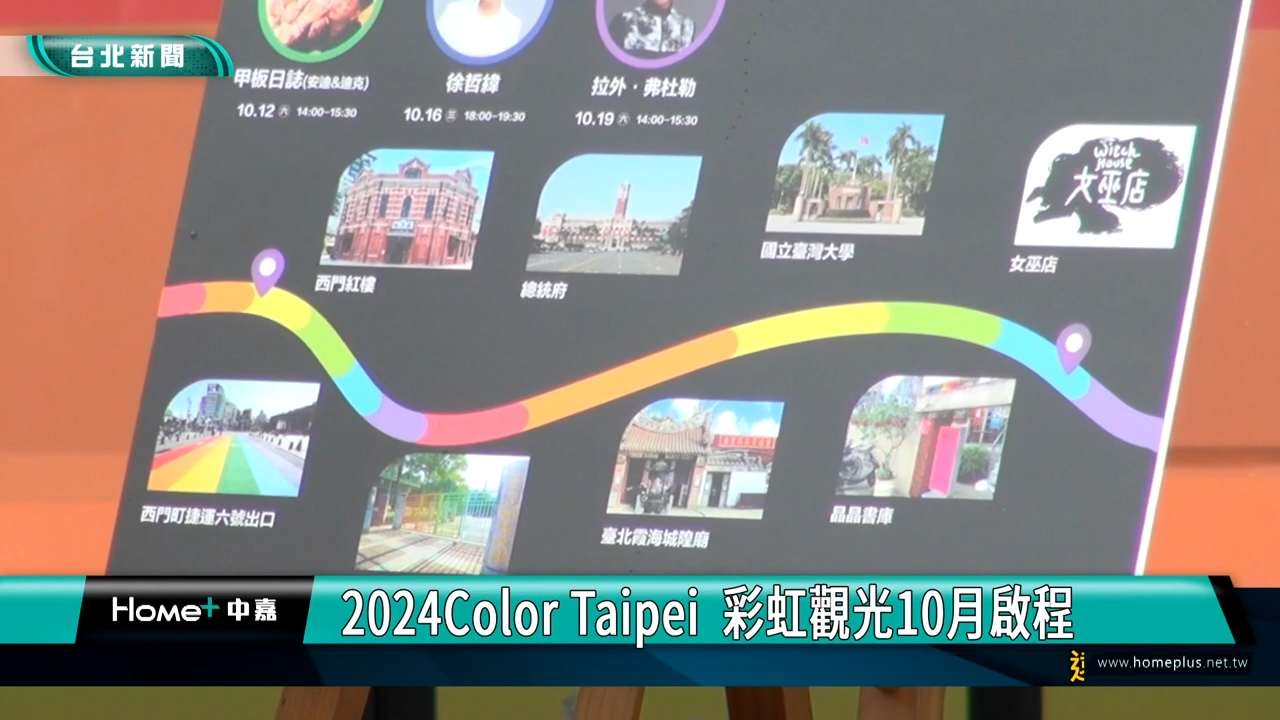 台北新聞
甲板日誌(安迪&迪克)
10.12 六 14:00-15:30
徐哲緯
10.16 三 18:00-19:30
拉外・弗杜勒
10.19 六 14:00-15:30
西門紅樓
總統府
國立臺灣大學
Witch House
女巫店
女巫店
西門町捷運六號出口
臺北霞海城隍廟
晶晶書庫
Home+中嘉
2024Color Taipei 彩虹觀光10月啟程
www.homeplus.net.tw